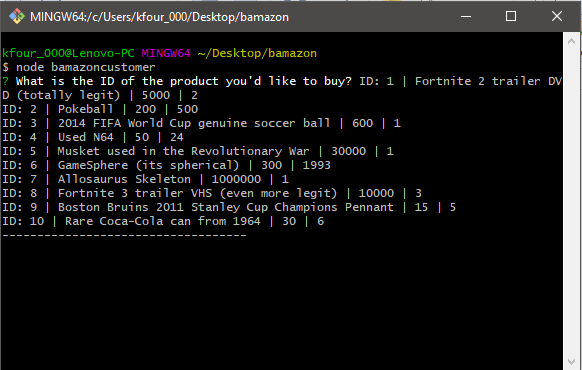 MINGW64:/c/Users/kfour_000/Desktop/bamazon
kfour_000@Lenovo-PC MINGW64 ~/Desktop/bamazon
$ node bamazoncustomer
? What is the ID of the product you'd like to buy? ID: 1 | Fortnite 2 trailer DV
D (totally legit) | 5000 | 2
ID: 2 | Pokeball | 200 | 500
ID: 3 | 2014 FIFA World Cup genuine soccer ball | 600 | 1
ID: 4 | Used N64 | 50 | 24
ID: 5 | Musket used in the Revolutionary War | 30000 | 1
ID: 6 | GameSphere (its spherical) | 300 | 1993
ID: 7 | Allosaurus Skeleton | 1000000 | 1
ID: 8 | Fortnite 3 trailer VHS (even more legit) | 10000 | 3
ID: 9 | Boston Bruins 2011 Stanley Cup Champions Pennant | 15 | 5
ID: 10 | Rare Coca-Cola can from 1964 | 30 | 6
-----------------------------------